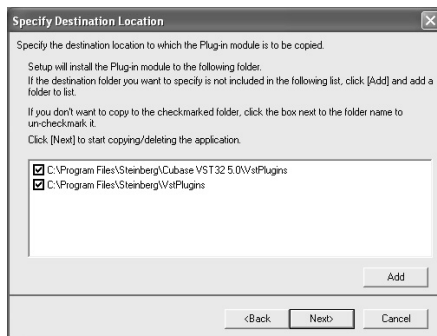 Specify Destination Location
Specify the destination location to which the Plug-in module is to be copied.
Setup will install the Plug-in module to the following folder.
If the destination folder you want to specify is not included in the following list, click [Add] and add a
folder to list.
If you don't want to copy to the checkmarked folder, click the box next to the folder name to
un-checkmark it.
Click [Next] to start copying/deleting the application.
C:\Program Files\Steinberg\Cubase VST32 5.0\VstPlugins
C:\Program Files\Steinberg\VstPlugins
Add
<Back
Next>
Cancel